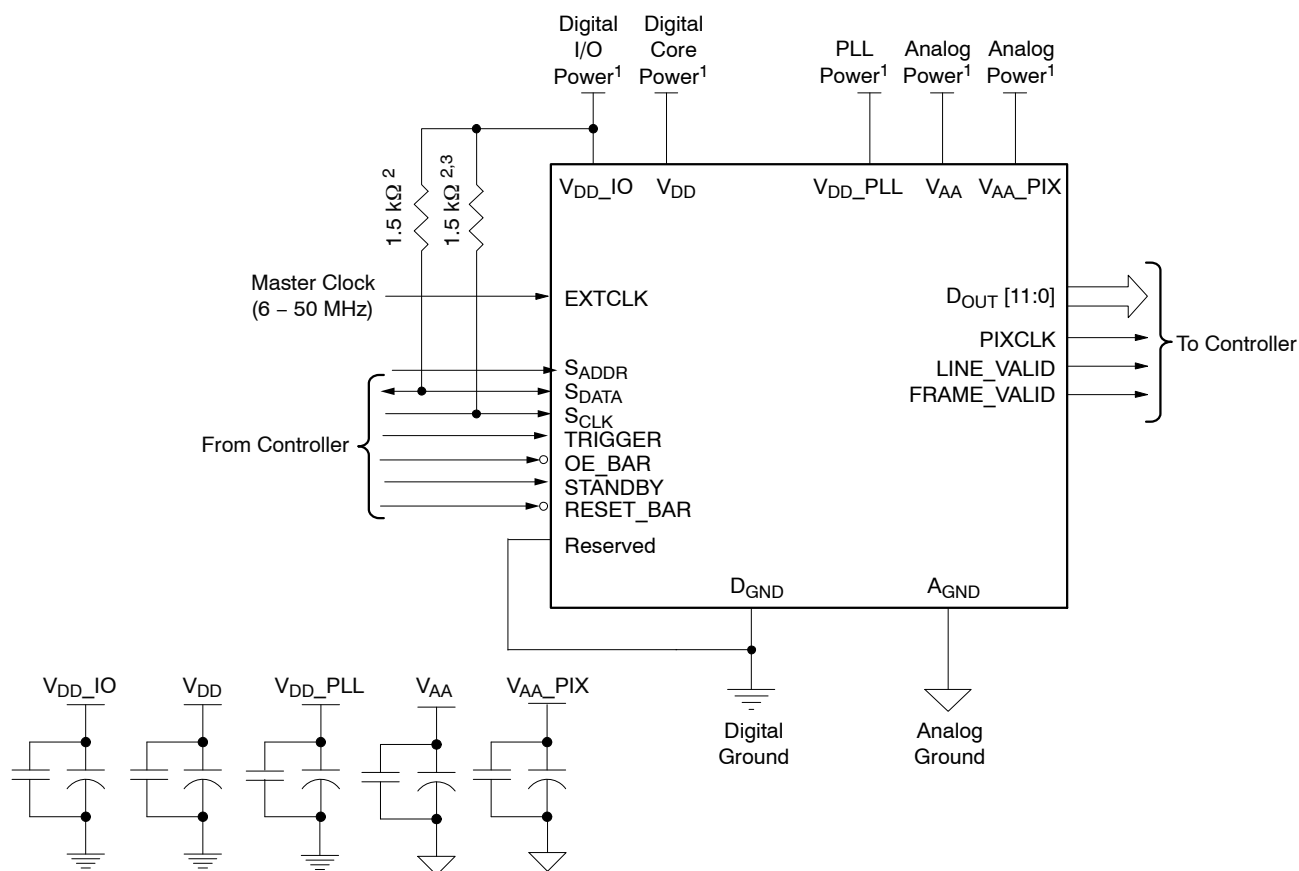 Digital
I/O
Power1
Digital
Core
Power1
PLL
Power1
Analog
Power1
Analog
Power1
1.5 kΩ 2
1.5 kΩ 2,3
VDD_IO
VDD
VDD_PLL
VAA
VAA_PIX
Master Clock
(6 – 50 MHz)
EXTCLK
DOUT [11:0]
PIXCLK
LINE_VALID
FRAME_VALID
To Controller
From Controller
SADDR
SDATA
SCLK
TRIGGER
OE_BAR
STANDBY
RESET_BAR
Reserved
DGND
AGND
Digital
Ground
Analog
Ground
VDD_IO
VDD
VDD_PLL
VAA
VAA_PIX